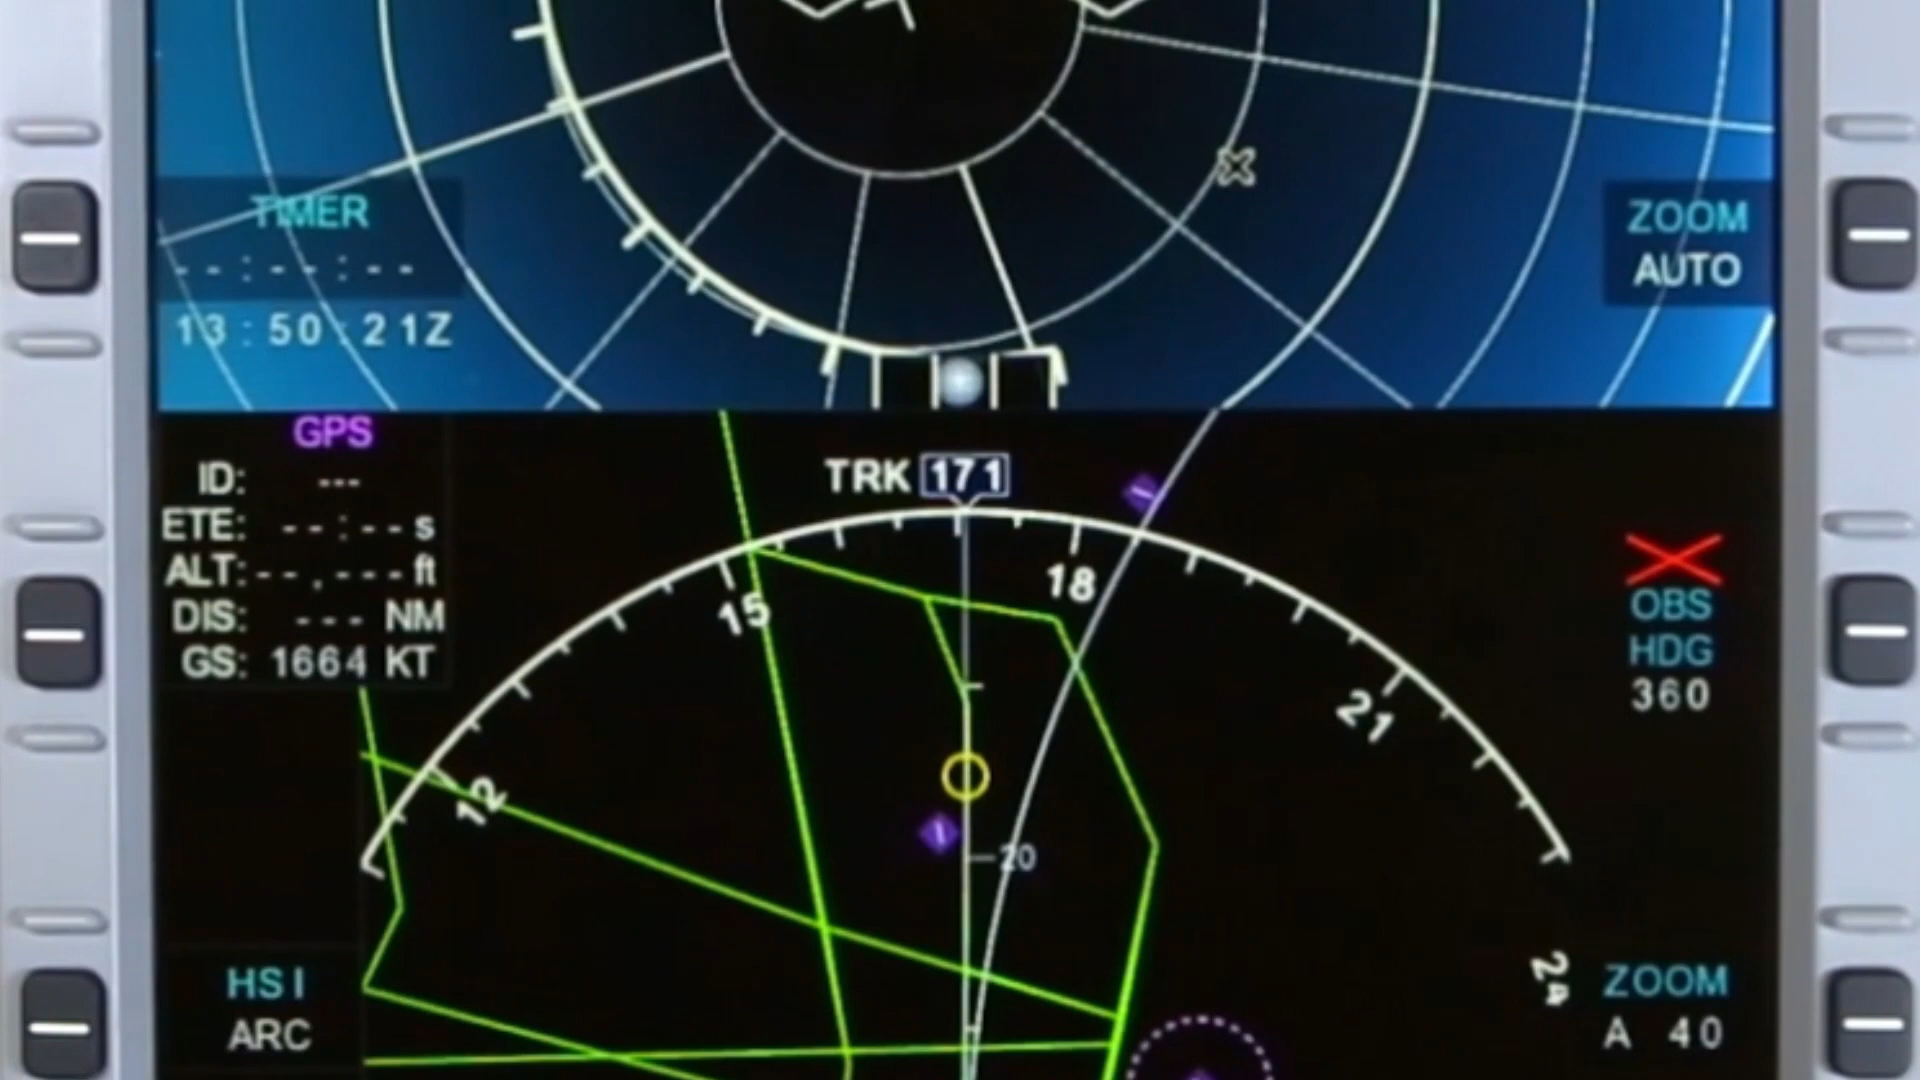 TIMER
--:--:--
13:50:21Z
ZOOM
AUTO
GPS
ID: ---
ETE: --:-- s
ALT:--,--- ft
DIS: --- NM
GS: 1664 KT
TRK 171
15
18
12
21
24
20
OBS
HDG
360
HSI
ARC
ZOOM
A 40